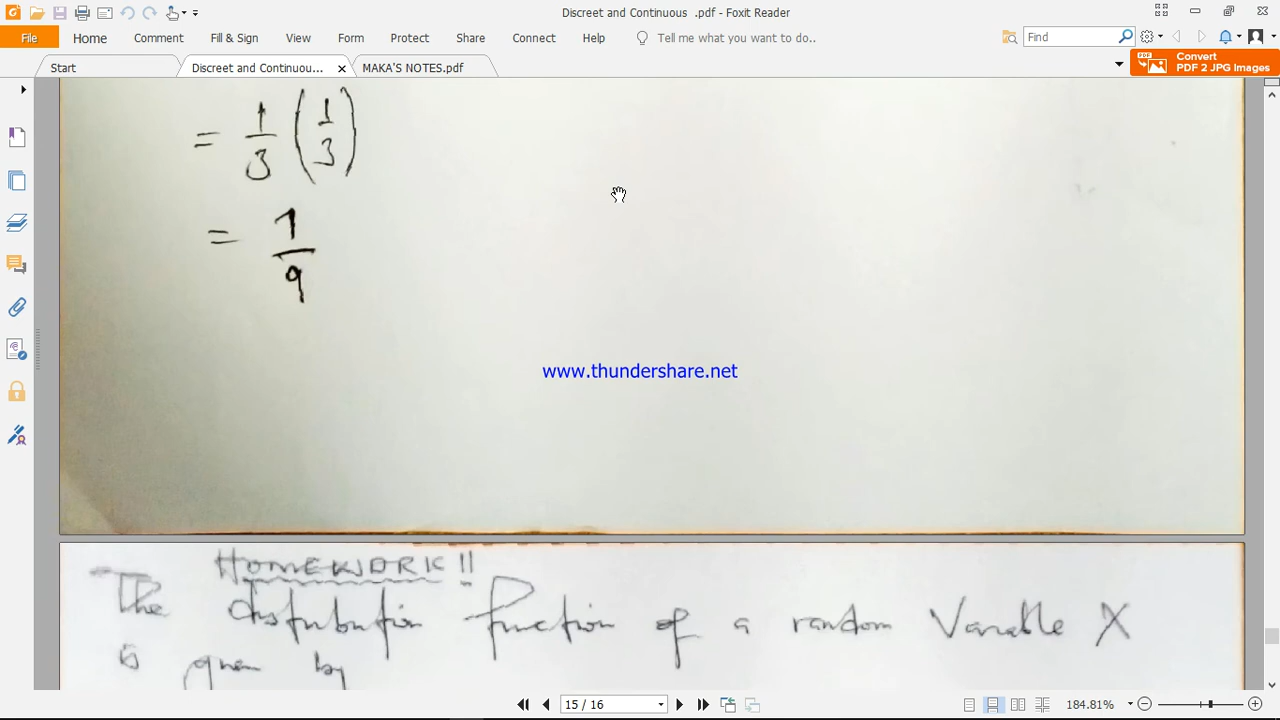 Discreet and Continuous .pdf - Foxit Reader
File Home Comment Fill & Sign View Form Protect Share Connect Help Tell me what you want to do.. Find
Start Discreet and Continuou... MAKA'S NOTES.pdf
Convert
PDF 2 JPG Images
= 1/3 (1/3)
= 1/9
www.thundershare.net
HOMEWORK!!
The distribution function of a random Variable X
is given by
15 / 16 184.81%